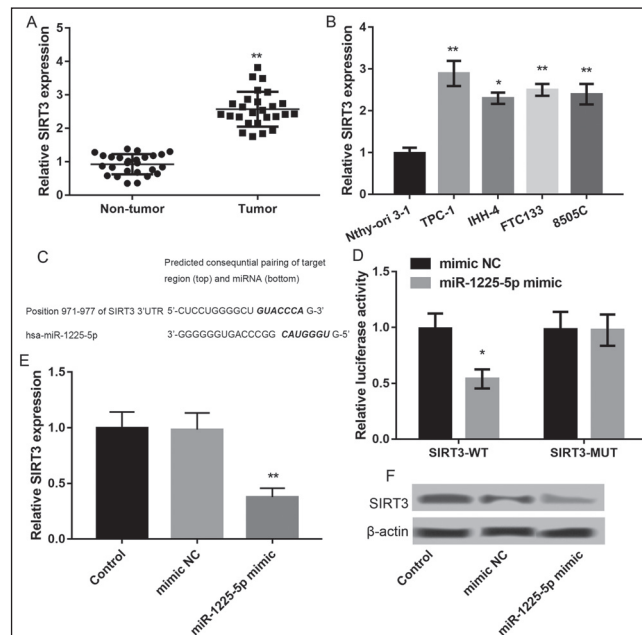 A
Relative SIRT3 expression
5
4
3
2
1
0
**
Non-tumor
Tumor
B
Relative SIRT3 expression
4
3
2
1
0
**
*
**
**
Nthy-ori 3-1
TPC-1
IHH-4
FTC133
8505C
C
Predicted consequntial pairing of target
region (top) and miRNA (bottom)
Position 971-977 of SIRT3 3'UTR 5'-CUCCUGGGGCU GUACCCA G-3'
hsa-miR-1225-5p 3'-GGGGGGUGACCCGG CAUGGGU G-5'
D
mimic NC
miR-1225-5p mimic
Relative luciferase activity
1.5
1.0
0.5
0.0
*
SIRT3-WT
SIRT3-MUT
E
Relative SIRT3 expression
1.5
1.0
0.5
0.0
**
Control
mimic NC
miR-1225-5p mimic
F
SIRT3
β-actin
Control
mimic NC
miR-1225-5p mimic